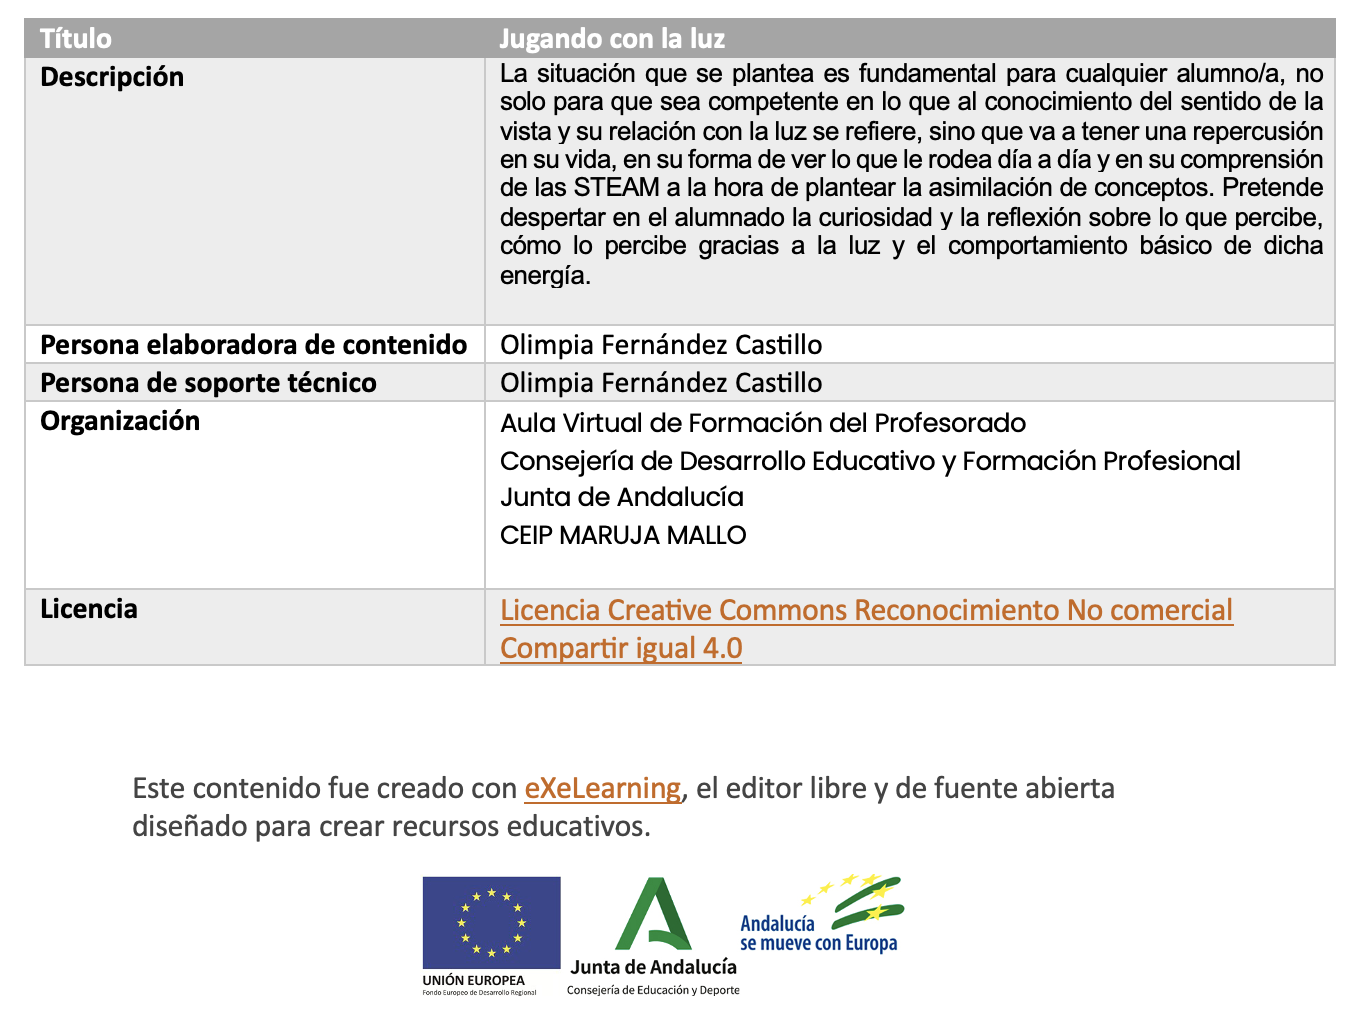 Título Jugando con la luz
Descripción
La situación que se plantea es fundamental para cualquier alumno/a, no
solo para que sea competente en lo que al conocimiento del sentido de la
vista y su relación con la luz se refiere, sino que va a tener una repercusión
en su vida, en su forma de ver lo que le rodea día a día y en su comprensión
de las STEAM a la hora de plantear la asimilación de conceptos. Pretende
despertar en el alumnado la curiosidad y la reflexión sobre lo que percibe,
cómo lo percibe gracias a la luz y el comportamiento básico de dicha
energía.
Persona elaboradora de contenido Olimpia Fernández Castillo
Persona de soporte técnico Olimpia Fernández Castillo
Organización
Aula Virtual de Formación del Profesorado
Consejería de Desarrollo Educativo y Formación Profesional
Junta de Andalucía
CEIP MARUJA MALLO
Licencia
Licencia Creative Commons Reconocimiento No comercial
Compartir igual 4.0
Este contenido fue creado con eXeLearning, el editor libre y de fuente abierta
diseñado para crear recursos educativos.
UNIÓN EUROPEA
Fondo Europeo de Desarrollo Regional
Junta de Andalucía
Consejería de Educación y Deporte
Andalucía
se mueve con Europa